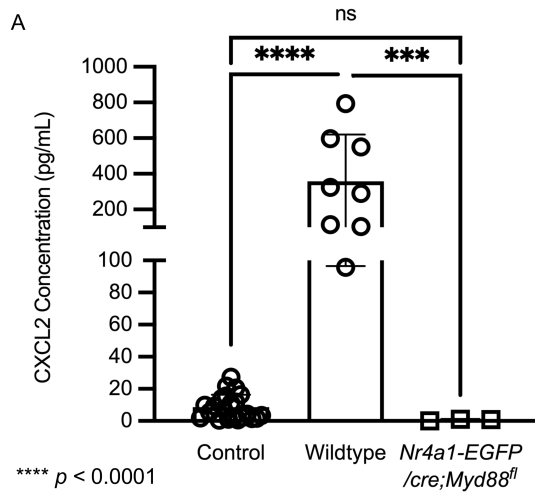 A
ns
**** ***
1000
800
600
400
200
100
80
60
40
20
0
CXCL2 Concentration (pg/mL)
Control Wildtype Nr4a1-EGFP
/cre;Myd88fl
**** p < 0.0001